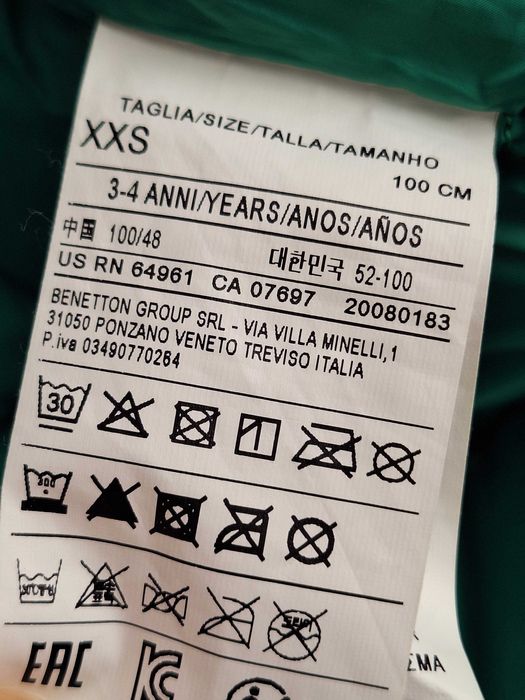 TAGLIA/SIZE/TALLA/TAMANHO
XXS 100 CM
3-4 ANNI/YEARS/ANOS/AÑOS
中国 100/48 대한민국 52-100
US RN 64961 CA 07697 20080183
BENETTON GROUP SRL - VIA VILLA MINELLI,1
31050 PONZANO VENETO TREVISO ITALIA
P.iva 03490770264
30
EAC